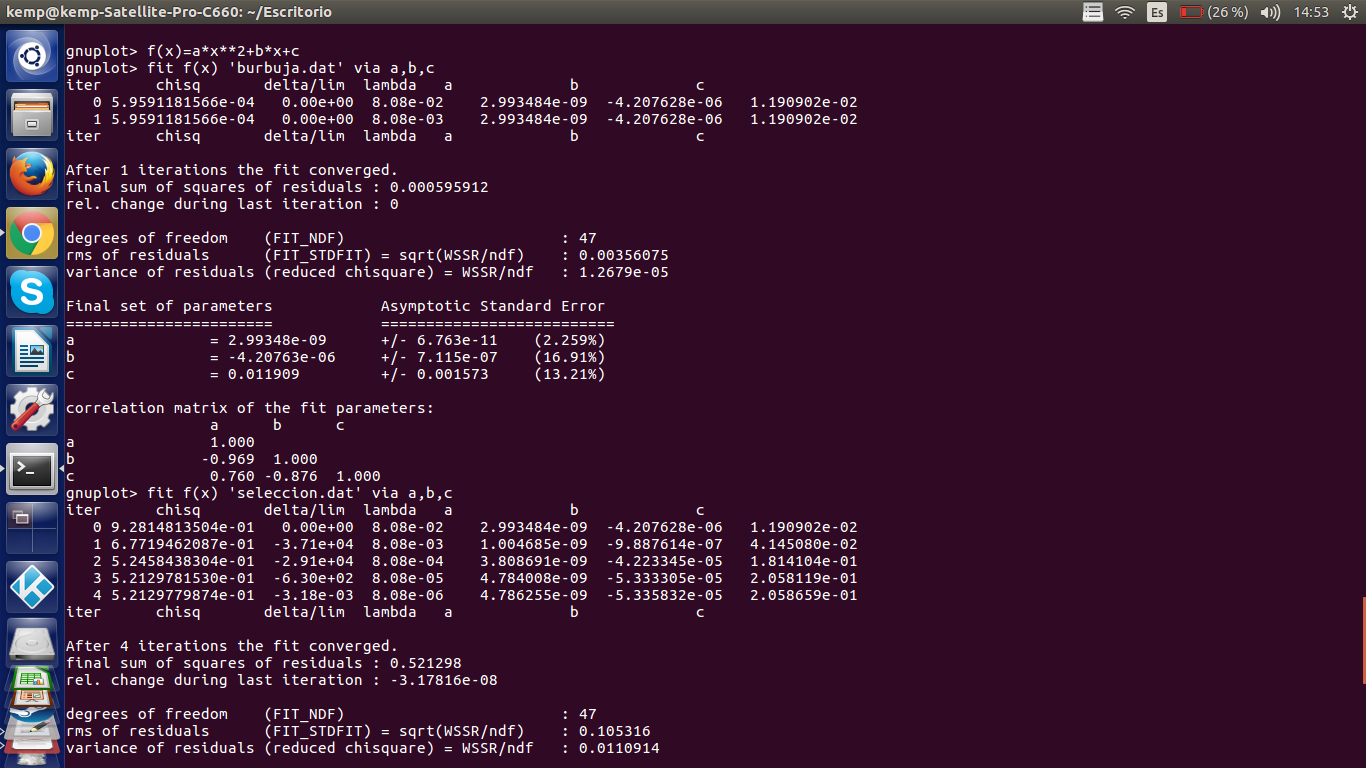 kemp@kemp-Satellite-Pro-C660: ~/Escritorio
Es (26 %) 14:53
gnuplot> f(x)=a*x**2+b*x+c
gnuplot> fit f(x) 'burbuja.dat' via a,b,c
iter chisq delta/lim lambda a b c
0 5.9591181566e-04 0.00e+00 8.08e-02 2.993484e-09 -4.207628e-06 1.190902e-02
1 5.9591181566e-04 0.00e+00 8.08e-03 2.993484e-09 -4.207628e-06 1.190902e-02
iter chisq delta/lim lambda a b c
After 1 iterations the fit converged.
final sum of squares of residuals : 0.000595912
rel. change during last iteration : 0
degrees of freedom (FIT_NDF) : 47
rms of residuals (FIT_STDFIT) = sqrt(WSSR/ndf) : 0.00356075
variance of residuals (reduced chisquare) = WSSR/ndf : 1.2679e-05
Final set of parameters Asymptotic Standard Error
======================= ==========================
a = 2.99348e-09 +/- 6.763e-11 (2.259%)
b = -4.20763e-06 +/- 7.115e-07 (16.91%)
c = 0.011909 +/- 0.001573 (13.21%)
correlation matrix of the fit parameters:
a b c
a 1.000
b -0.969 1.000
c 0.760 -0.876 1.000
gnuplot> fit f(x) 'seleccion.dat' via a,b,c
iter chisq delta/lim lambda a b c
0 9.2814813504e-01 0.00e+00 8.08e-02 2.993484e-09 -4.207628e-06 1.190902e-02
1 6.7719462087e-01 -3.71e+04 8.08e-03 1.004685e-09 -9.887614e-07 4.145080e-02
2 5.2458438304e-01 -2.91e+04 8.08e-04 3.808691e-09 -4.223345e-05 1.814104e-01
3 5.2129781530e-01 -6.30e+02 8.08e-05 4.784008e-09 -5.333305e-05 2.058119e-01
4 5.2129779874e-01 -3.18e-03 8.08e-06 4.786255e-09 -5.335832e-05 2.058659e-01
iter chisq delta/lim lambda a b c
After 4 iterations the fit converged.
final sum of squares of residuals : 0.521298
rel. change during last iteration : -3.17816e-08
degrees of freedom (FIT_NDF) : 47
rms of residuals (FIT_STDFIT) = sqrt(WSSR/ndf) : 0.105316
variance of residuals (reduced chisquare) = WSSR/ndf : 0.0110914